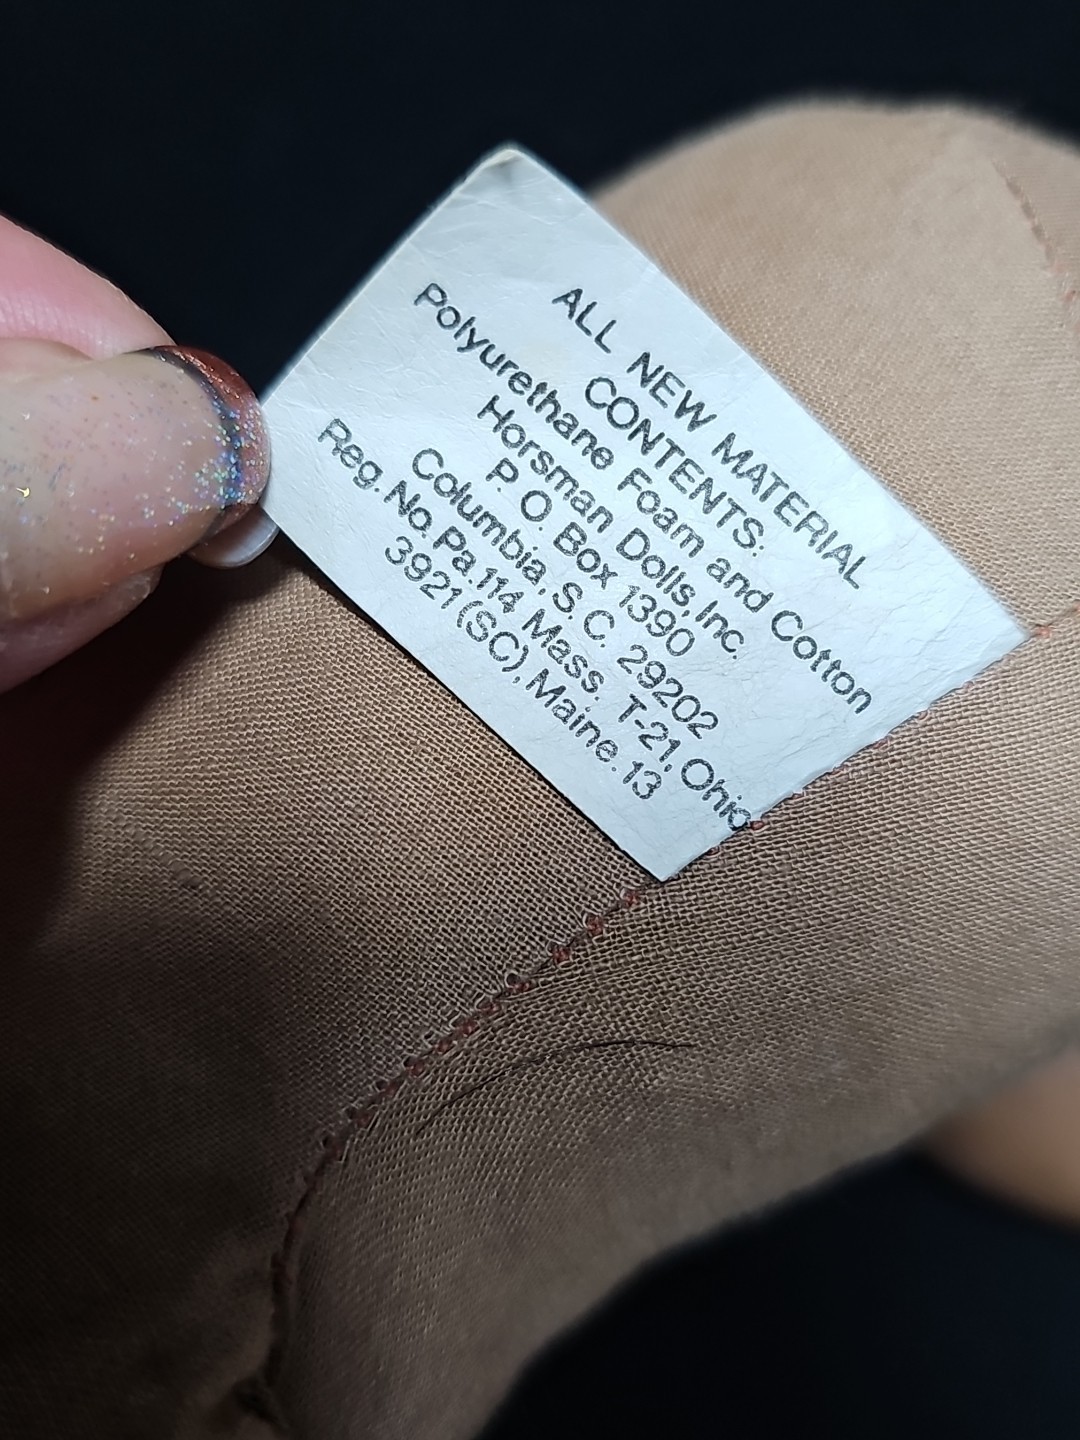 ALL NEW MATERIAL
CONTENTS:
Polyurethane Foam and Cotton
Horsman Dolls, Inc.
P. O. Box 1390
Columbia, S.C. 29202
Reg. No. Pa. 114 Mass. T-21, Ohio
3921 (SC), Maine. 13